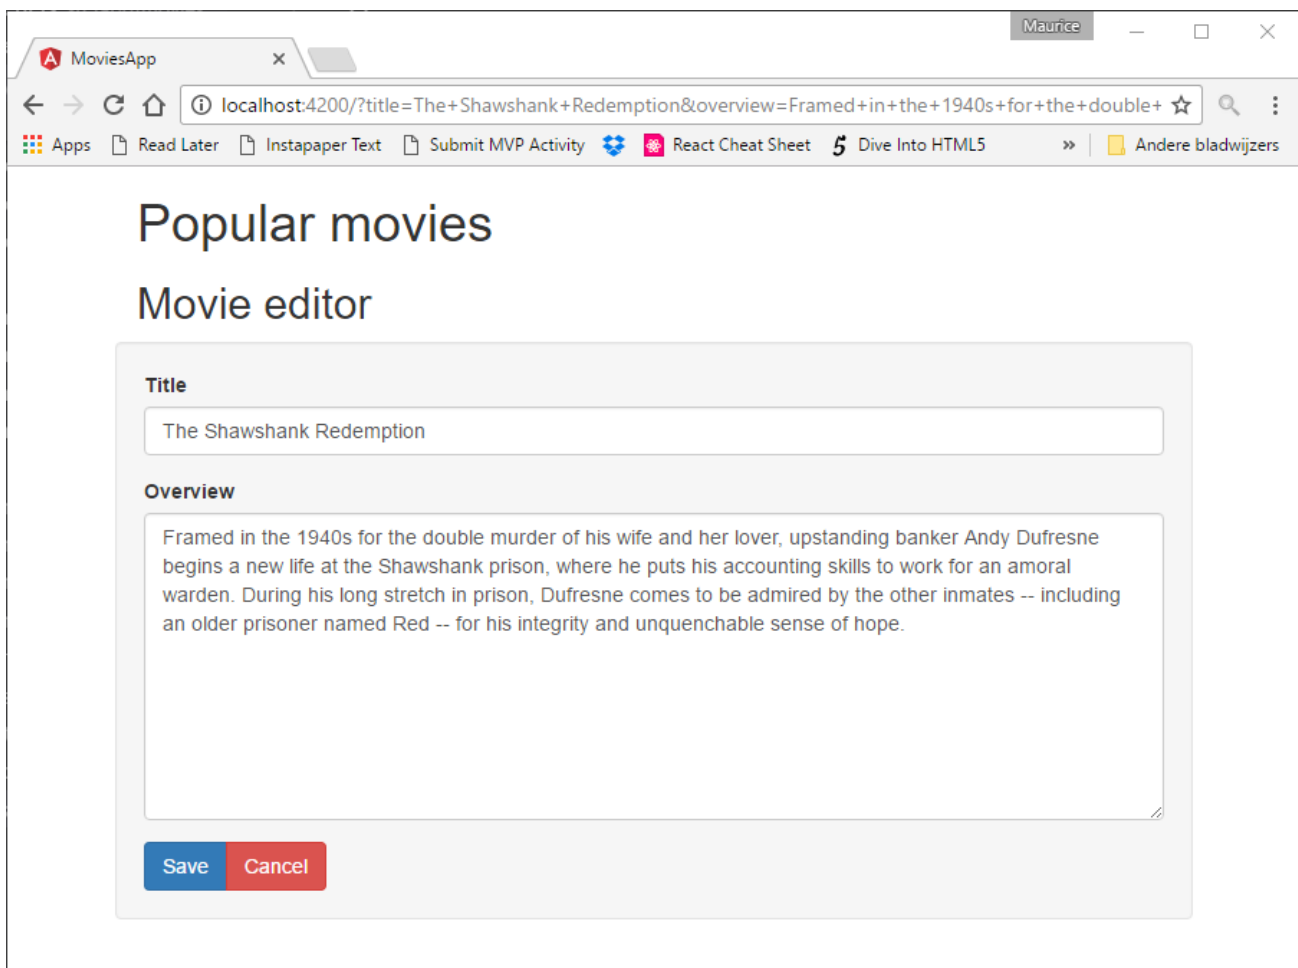 Maurice
MoviesApp
localhost:4200/?title=The+Shawshank+Redemption&overview=Framed+in+the+1940s+for+the+double+
Apps Read Later Instapaper Text Submit MVP Activity React Cheat Sheet 5 Dive Into HTML5 » Andere bladwijzers
Popular movies
Movie editor
Title
The Shawshank Redemption
Overview
Framed in the 1940s for the double murder of his wife and her lover, upstanding banker Andy Dufresne
begins a new life at the Shawshank prison, where he puts his accounting skills to work for an amoral
warden. During his long stretch in prison, Dufresne comes to be admired by the other inmates -- including
an older prisoner named Red -- for his integrity and unquenchable sense of hope.
Save Cancel